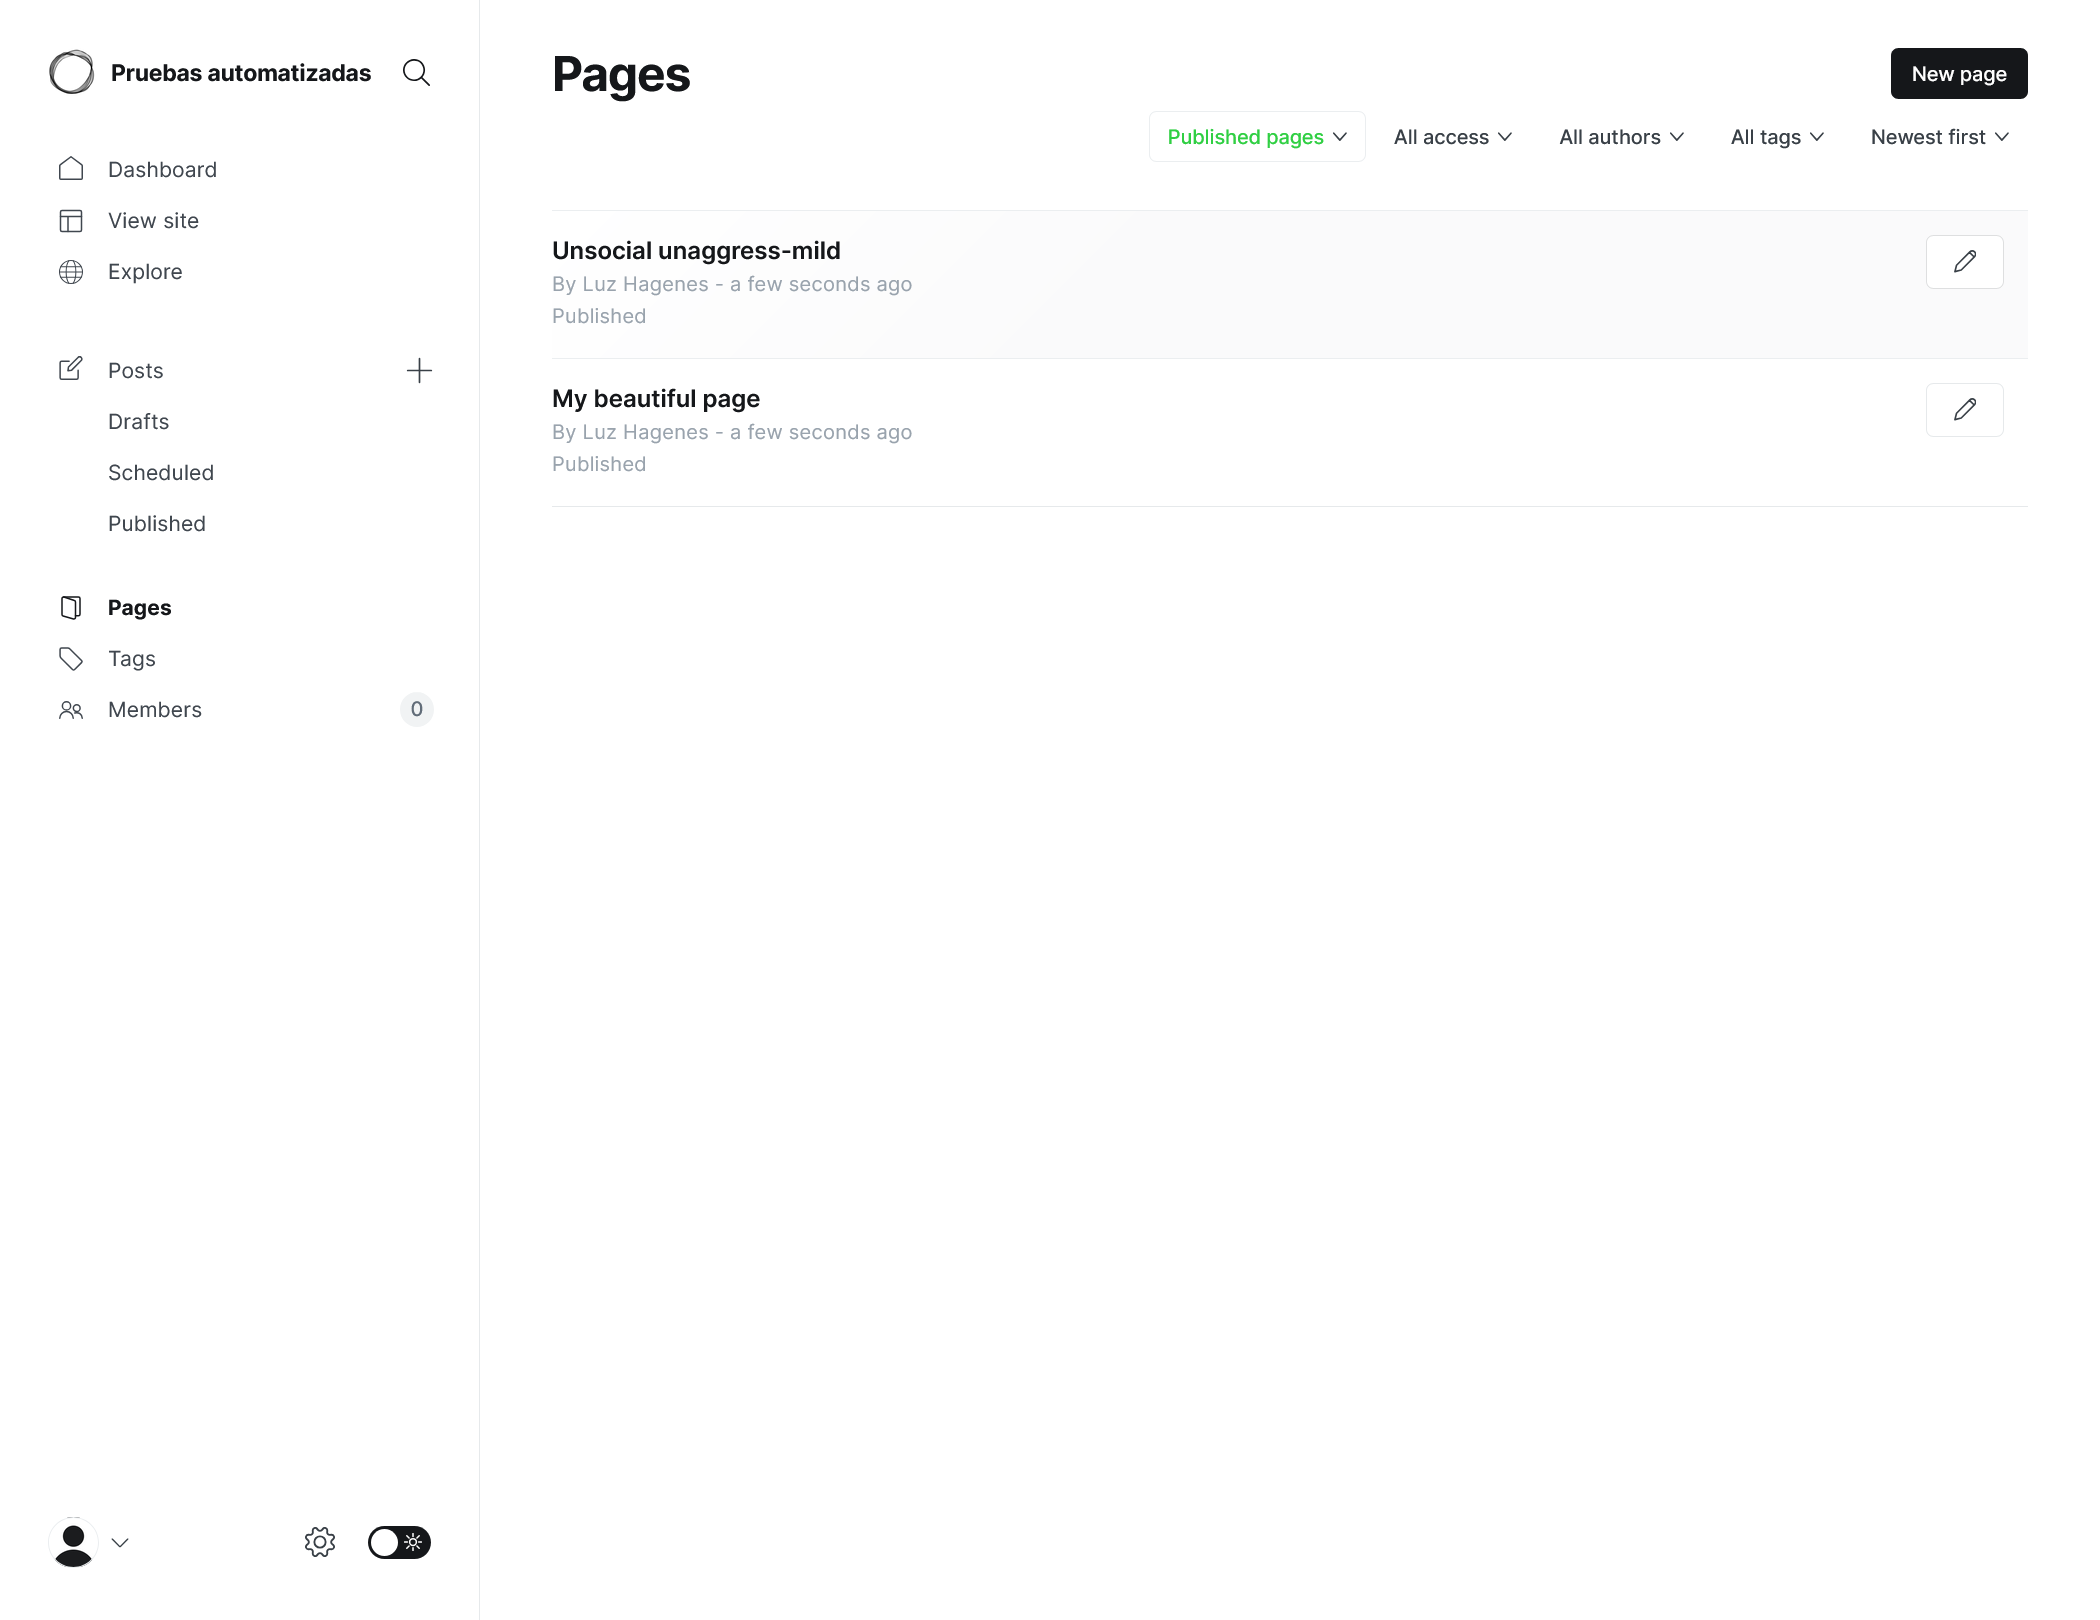 Pruebas automatizadas
Dashboard
View site
Explore
Posts
Drafts
Scheduled
Published
Pages
Tags
Members 0
Pages
New page
Published pages All access All authors All tags Newest first
Unsocial unaggress-mild
By Luz Hagenes - a few seconds ago
Published
My beautiful page
By Luz Hagenes - a few seconds ago
Published